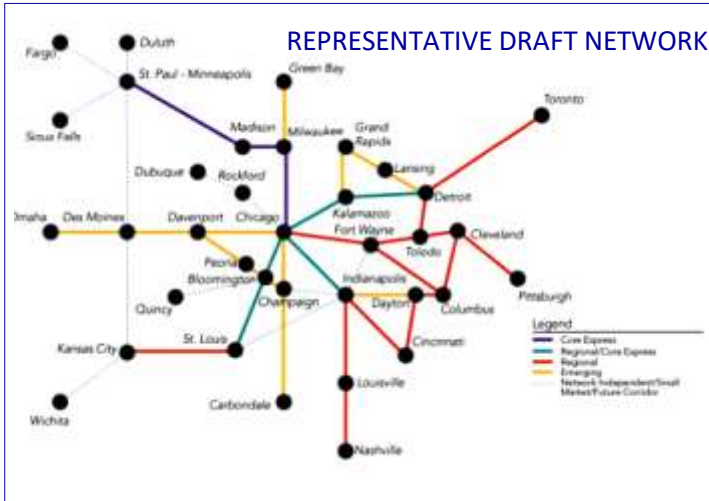 REPRESENTATIVE DRAFT NETWORK
Fargo
Duluth
St. Paul - Minneapolis
Green Bay
Toronto
Sioux Falls
Madison
Milwaukee
Grand
Rapids
Lansing
Dubuque
Rockford
Detroit
Kalamazoo
Omaha
Des Moines
Davenport
Chicago
Fort Wayne
Toledo
Cleveland
Peoria
Bloomington
Indianapolis
Champaign
Dayton
Columbus
Pittsburgh
Quincy
St. Louis
Kansas City
Cincinnati
Legend
Core Express
Regional/Core Express
Regional
Emerging
Network Independent/Small
Market/Future Corridor
Louisville
Carbondale
Wichita
Nashville